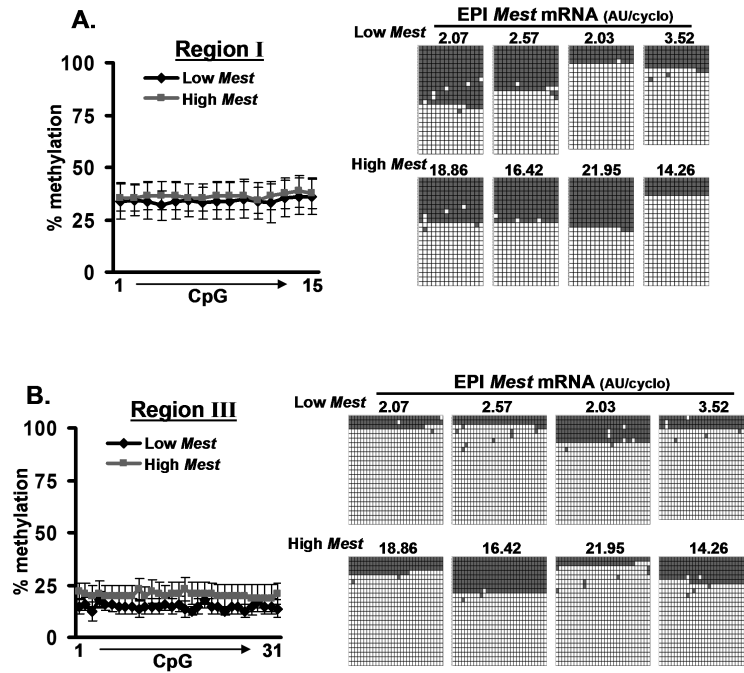 A.
Region I
Low Mest
High Mest
100
75
50
25
0
% methylation
1
15
CpG
EPI Mest mRNA (AU/cyclo)
Low Mest
2.07
2.57
2.03
3.52
High Mest
18.86
16.42
21.95
14.26
B.
Region III
Low Mest
High Mest
100
75
50
25
0
% methylation
1
31
CpG
EPI Mest mRNA (AU/cyclo)
Low Mest
2.07
2.57
2.03
3.52
High Mest
18.86
16.42
21.95
14.26